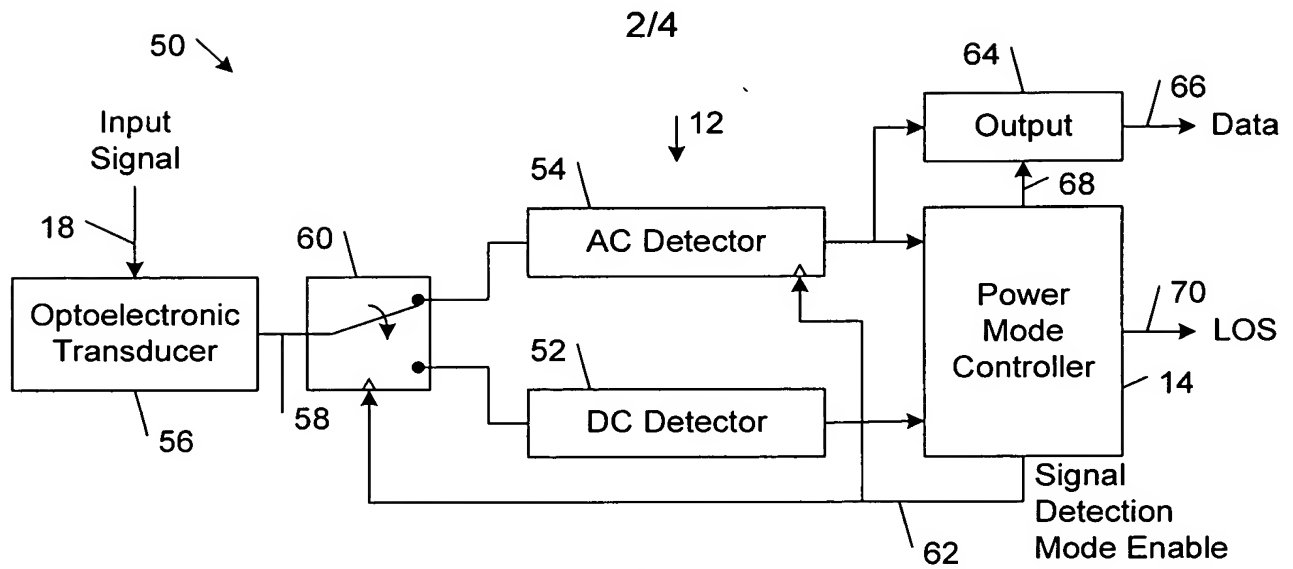 2/4
50
64
66
Input
Signal
12
Output
Data
54
68
18
60
AC Detector
Optoelectronic
Transducer
Power
Mode
Controller
70
LOS
52
14
58
DC Detector
56
Signal
Detection
Mode Enable
62